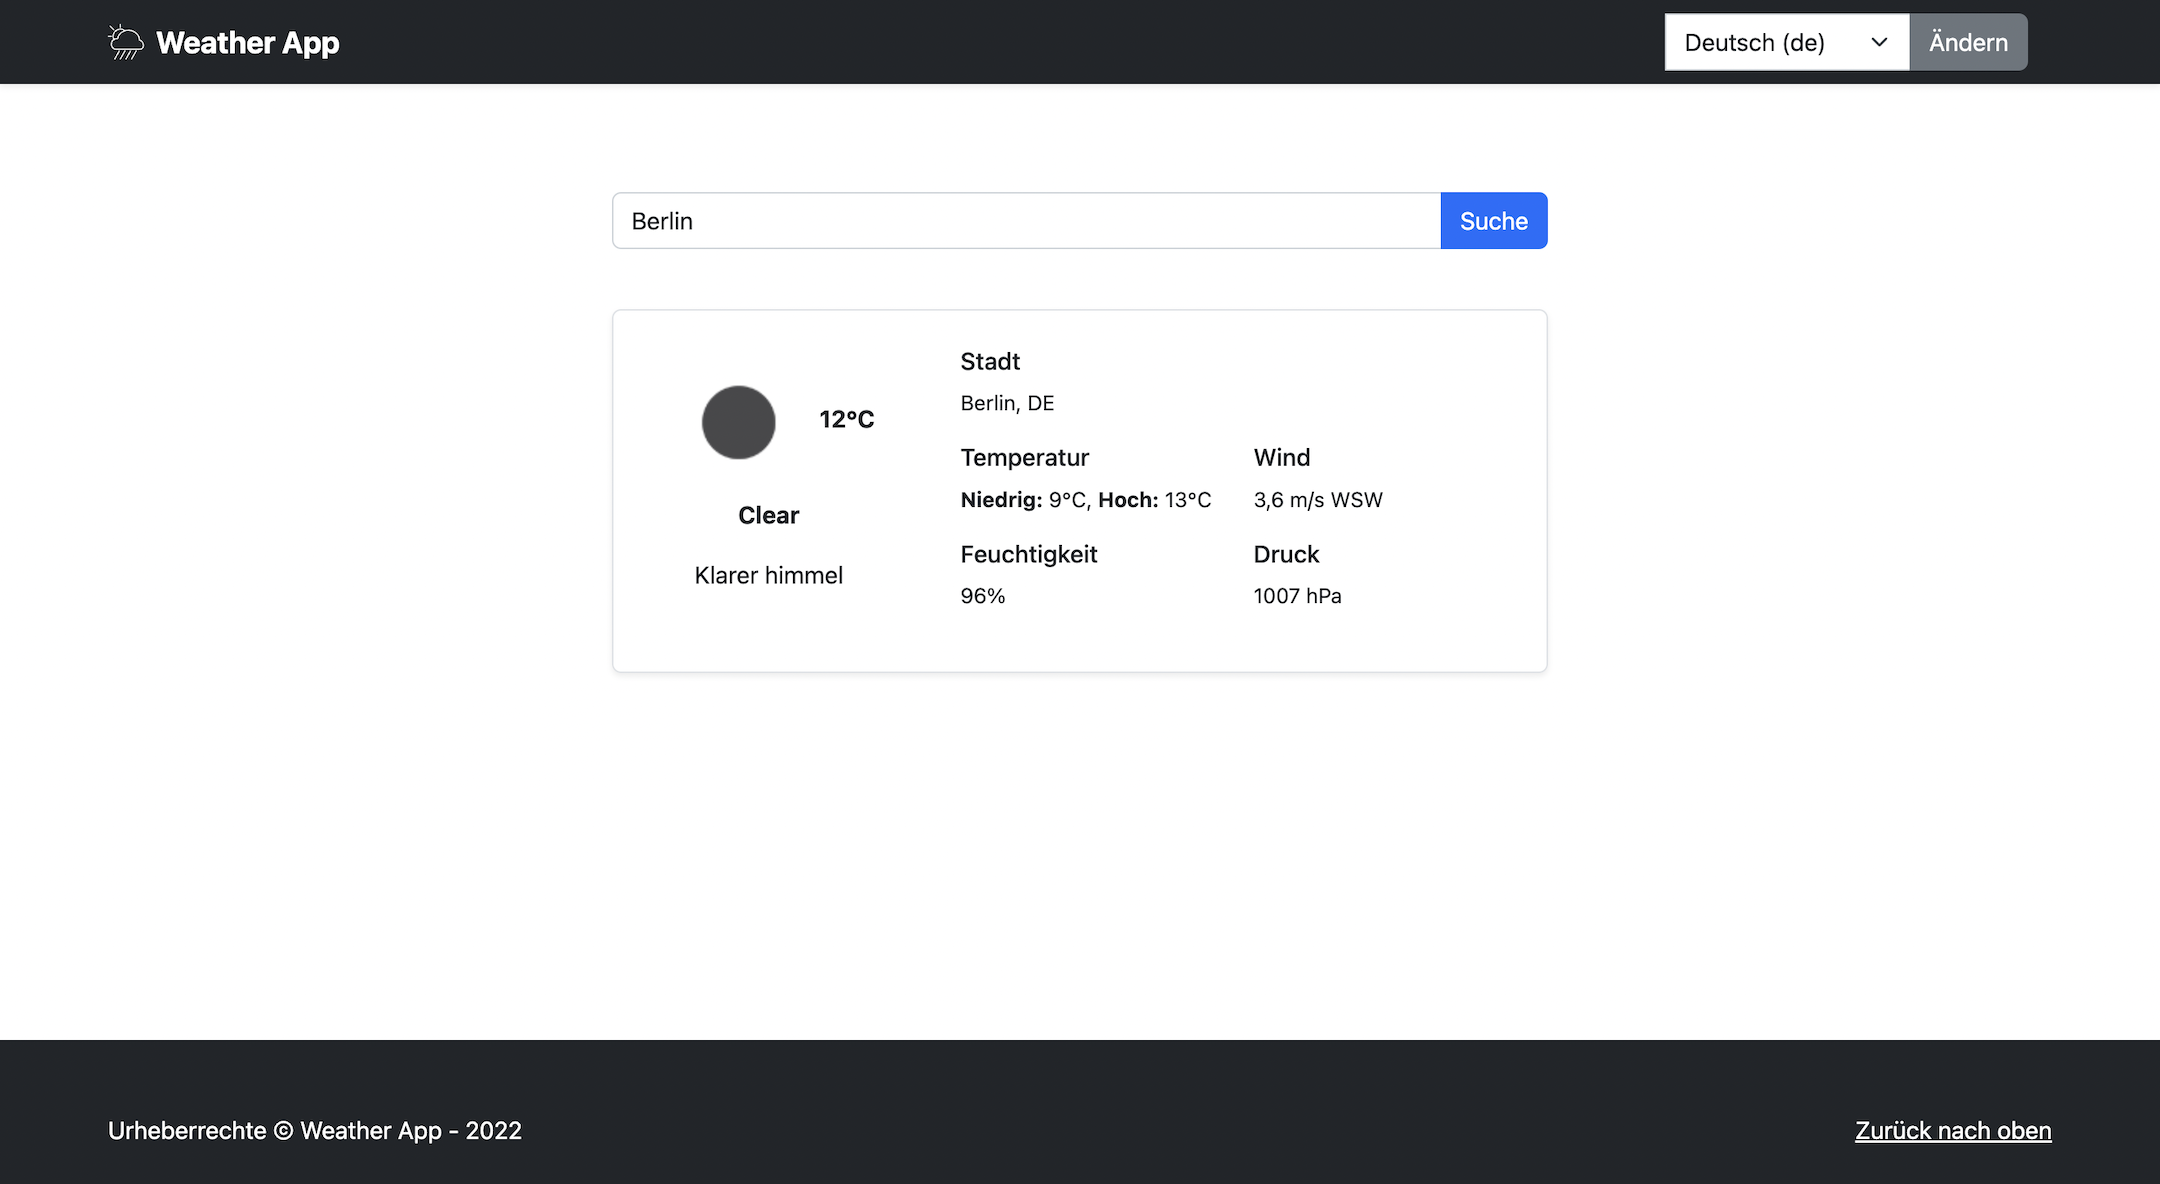 Weather App
Deutsch (de)
Ändern
Berlin
Suche
12°C
Clear
Klarer himmel
Stadt
Berlin, DE
Temperatur
Niedrig: 9°C, Hoch: 13°C
Wind
3,6 m/s WSW
Feuchtigkeit
96%
Druck
1007 hPa
Urheberrechte © Weather App - 2022
Zurück nach oben